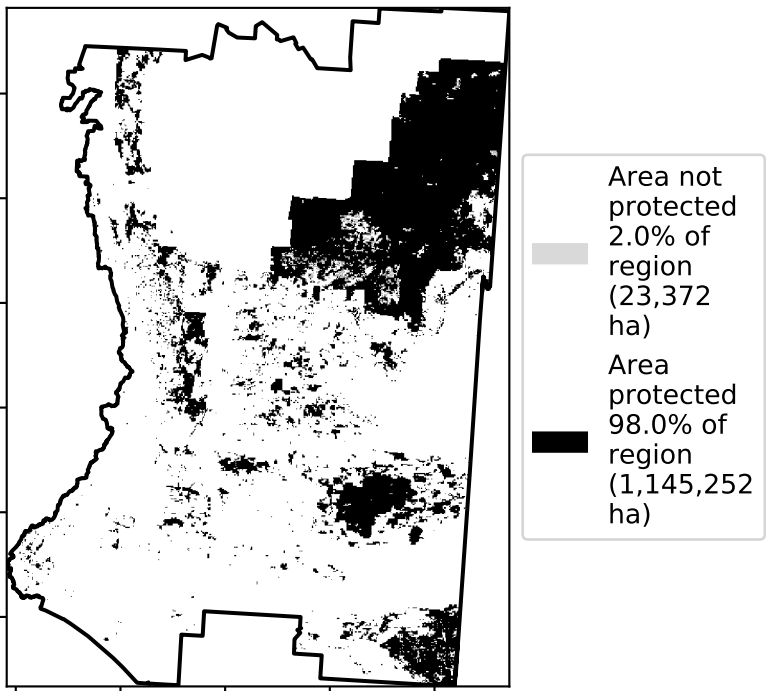 Area not
protected
2.0% of
region
(23,372
ha)
Area
protected
98.0% of
region
(1,145,252
ha)